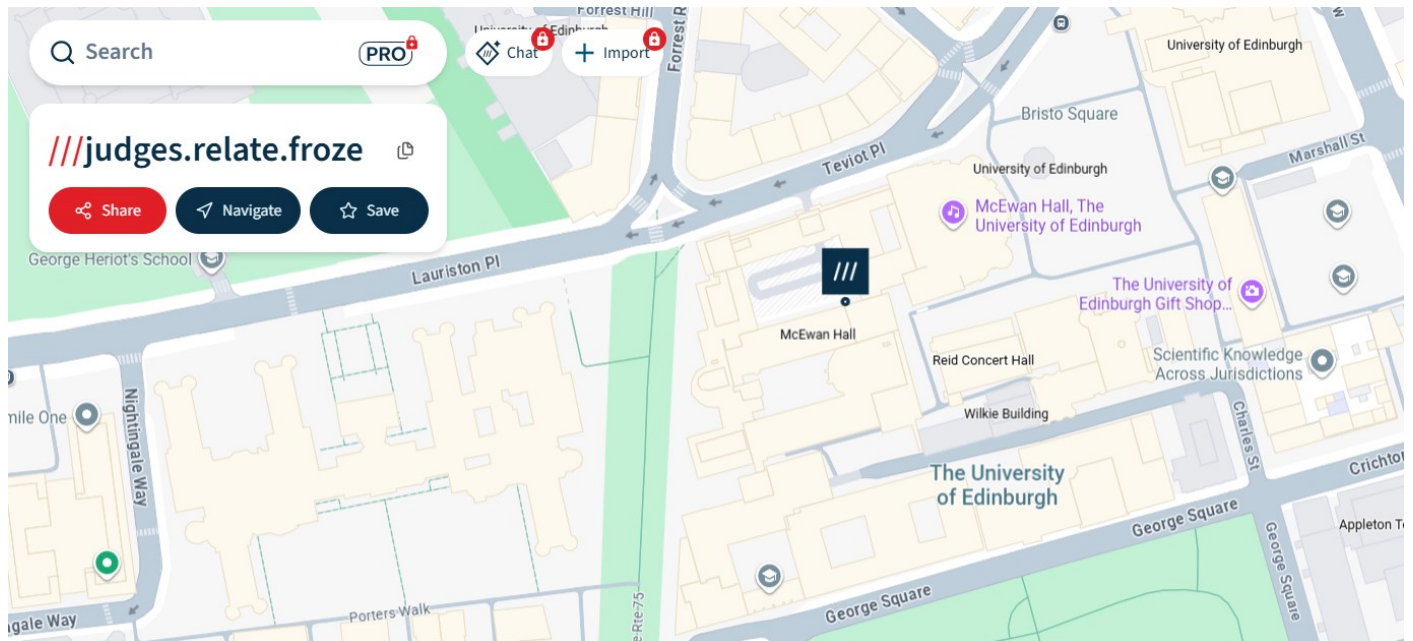 Search
PRO
Chat
Import
///judges.relate.froze
Share
Navigate
Save
Forrest Hill
University of Edinburgh
Forrest R
University of Edinburgh
Bristo Square
Marshall St
Teviot Pl
University of Edinburgh
McEwan Hall, The
University of Edinburgh
George Heriot's School
Lauriston Pl
///
The University of
Edinburgh Gift Shop...
McEwan Hall
Reid Concert Hall
Scientific Knowledge
Across Jurisdictions
mile One
Nightingale Way
Wilkie Building
Charles St
The University
of Edinburgh
Crichto
George Square
Appleton T
George Square
George Square
Porters Walk
e Rte 75
gale Way